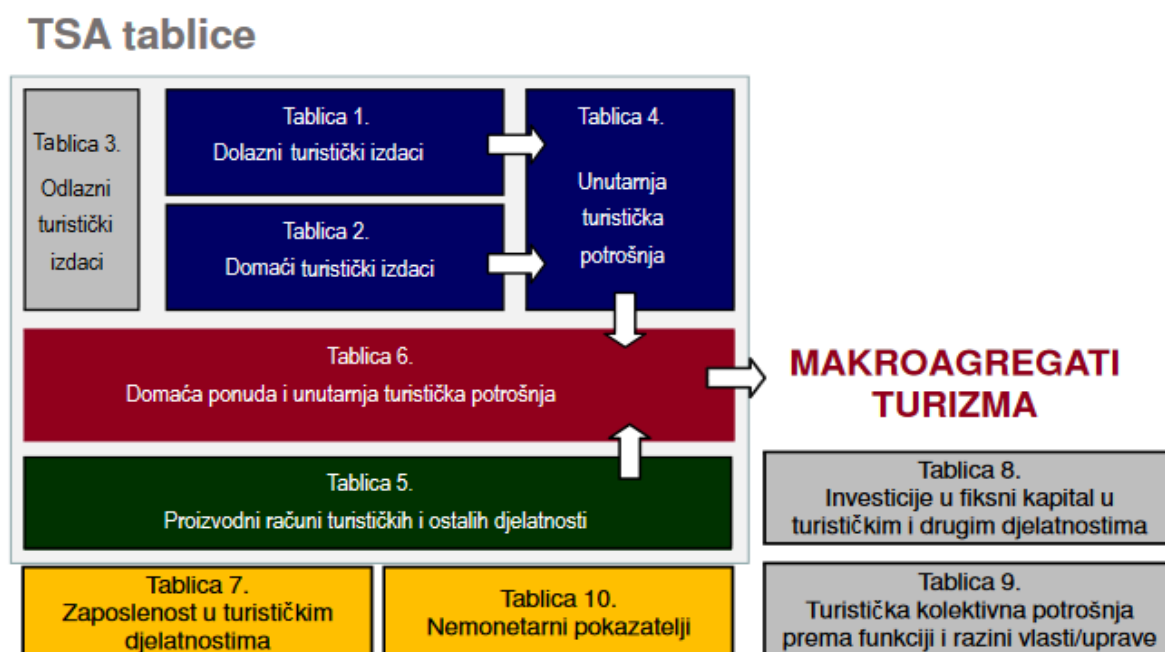 TSA tablice
Tablica 3.
Odlazni
turistički
izdaci
Tablica 1.
Dolazni turistički izdaci
Tablica 2.
Domaći turistički izdaci
Tablica 4.
Unutarnja
turistička
potrošnja
Tablica 6.
Domaća ponuda i unutarnja turistička potrošnja
MAKROAGREGATI
TURIZMA
Tablica 5.
Proizvodni računi turističkih i ostalih djelatnosti
Tablica 8.
Investicije u fiksni kapital u
turističkim i drugim djelatnostima
Tablica 7.
Zaposlenost u turističkim
djelatnostima
Tablica 10.
Nemonetarni pokazatelji
Tablica 9.
Turistička kolektivna potrošnja
prema funkciji i razini vlasti/uprave